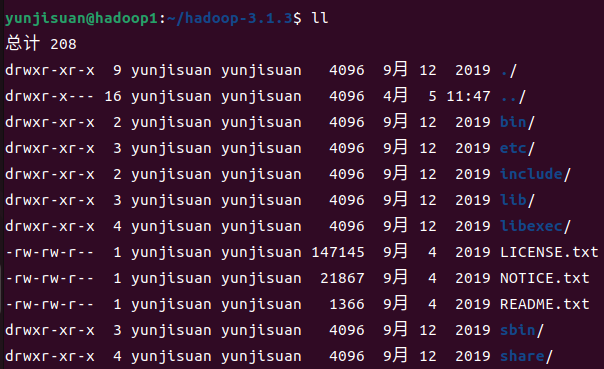 yunjisuan@hadoop1:~/hadoop-3.1.3$ ll
总计 208
drwxr-xr-x  9 yunjisuan yunjisuan   4096  9月 12  2019 ./
drwxr-x--- 16 yunjisuan yunjisuan   4096  4月  5 11:47 ../
drwxr-xr-x  2 yunjisuan yunjisuan   4096  9月 12  2019 bin/
drwxr-xr-x  3 yunjisuan yunjisuan   4096  9月 12  2019 etc/
drwxr-xr-x  2 yunjisuan yunjisuan   4096  9月 12  2019 include/
drwxr-xr-x  3 yunjisuan yunjisuan   4096  9月 12  2019 lib/
drwxr-xr-x  4 yunjisuan yunjisuan   4096  9月 12  2019 libexec/
-rw-rw-r--  1 yunjisuan yunjisuan 147145  9月  4  2019 LICENSE.txt
-rw-rw-r--  1 yunjisuan yunjisuan  21867  9月  4  2019 NOTICE.txt
-rw-rw-r--  1 yunjisuan yunjisuan   1366  9月  4  2019 README.txt
drwxr-xr-x  3 yunjisuan yunjisuan   4096  9月 12  2019 sbin/
drwxr-xr-x  4 yunjisuan yunjisuan   4096  9月 12  2019 share/